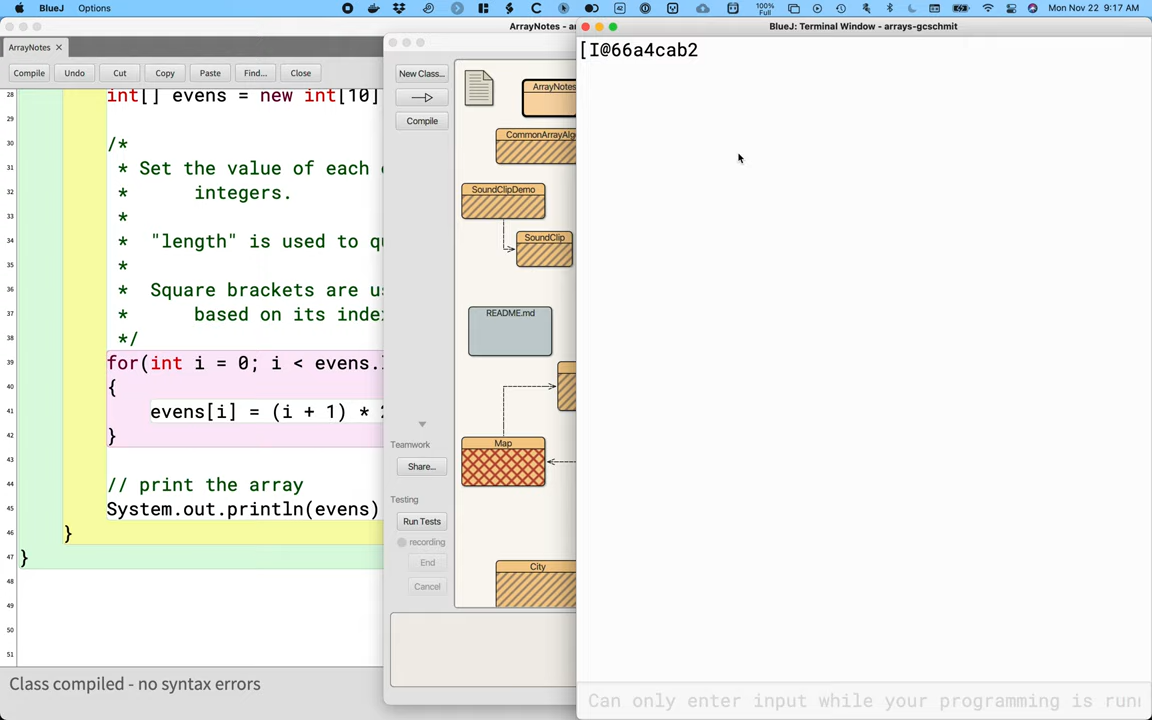 BlueJ Options
100% Full
42
Mon Nov 22 9:17 AM
ArrayNotes
ArrayNotes - a
BlueJ: Terminal Window - arrays-gcschmit
Compile Undo Cut Copy Paste Find... Close
28 int[] evens = new int[10]
29
30 /*
31 * Set the value of each
32 * integers.
33 *
34 * "length" is used to
35 *
36 * Square brackets are
37 * based on its
38 */
39 for(int i = 0; i < evens.
40 {
41 evens[i] = (i + 1) *
42 }
43
44 // print the array
45 System.out.println(evens)
46 }
47 }
48
49
50
51
Class compiled - no syntax errors
New Class...
Compile
Teamwork
Share...
Testing
Run Tests
recording
End
Cancel
ArrayNotes
CommonArrayAlg
SoundClipDemo
SoundClip
README.md
Map
City
[I@66a4cab2
Can only enter input while your programming is